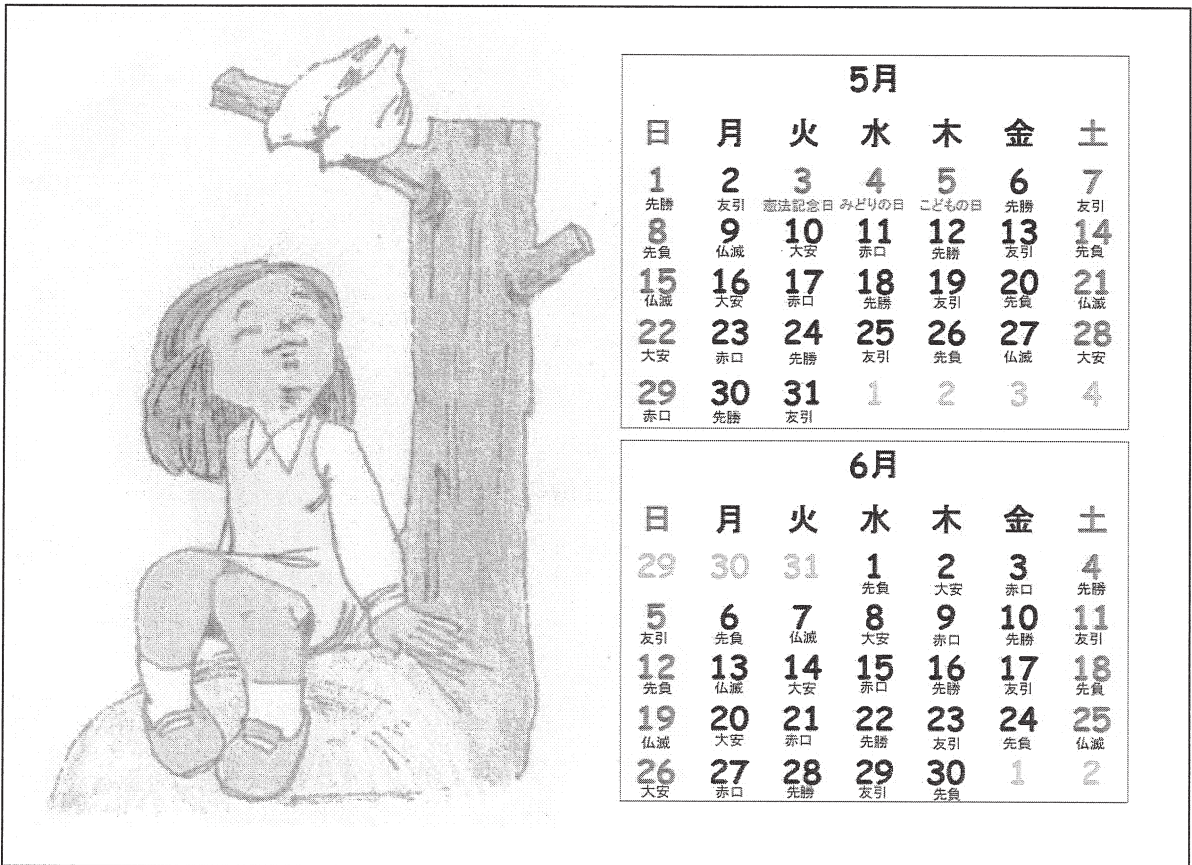 5月
日 月 火 水 木 金 土
1 2 3 4 5 6 7
先勝 友引 憲法記念日 みどりの日 こどもの日 先勝 友引
8 9 10 11 12 13 14
先負 仏滅 大安 赤口 先勝 友引 先負
15 16 17 18 19 20 21
仏滅 大安 赤口 先勝 友引 先負 仏滅
22 23 24 25 26 27 28
大安 赤口 先勝 友引 先負 仏滅 大安
29 30 31 1 2 3 4
赤口 先勝 友引
6月
日 月 火 水 木 金 土
29 30 31 1 2 3 4
先負 大安 赤口 先勝
5 6 7 8 9 10 11
友引 先負 仏滅 大安 赤口 先勝 友引
12 13 14 15 16 17 18
先負 仏滅 大安 赤口 先勝 友引 先負
19 20 21 22 23 24 25
仏滅 大安 赤口 先勝 友引 先負 仏滅
26 27 28 29 30 1 2
大安 赤口 先勝 友引 先負